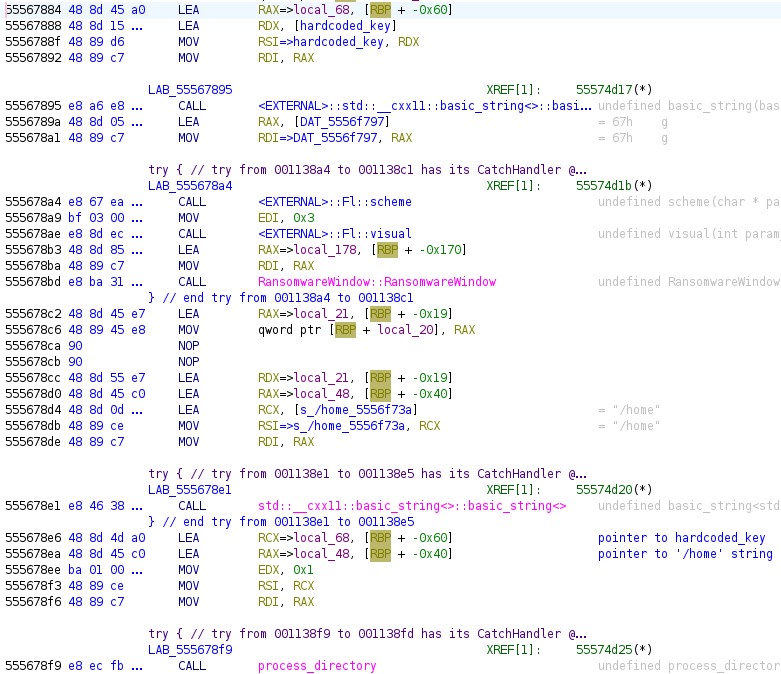 55567884 48 8d 45 a0 LEA RAX=>local_68, [RBP + -0x60]
55567888 48 8d 15 ... LEA RDX, [hardcoded_key]
5556788f 48 89 d6 MOV RSI=>hardcoded_key, RDX
55567892 48 89 c7 MOV RDI, RAX
LAB_55567895 XREF[1]: 55574d17(*)
55567895 e8 a6 e8 ... CALL <EXTERNAL>::std::__cxx11::basic_string<>::basi... undefined basic_string(bas
5556789a 48 8d 05 ... LEA RAX, [DAT_5556f797] = 67h g
555678a1 48 89 c7 MOV RDI=>DAT_5556f797, RAX = 67h g
try { // try from 001138a4 to 001138c1 has its CatchHandler @...
LAB_555678a4 XREF[1]: 55574d1b(*)
555678a4 e8 67 ea ... CALL <EXTERNAL>::Fl::scheme undefined scheme(char * pa
555678a9 bf 03 00 ... MOV EDI, 0x3
555678ae e8 8d ec ... CALL <EXTERNAL>::Fl::visual undefined visual(int param_
555678b3 48 8d 85 ... LEA RAX=>local_178, [RBP + -0x170]
555678ba 48 89 c7 MOV RDI, RAX
555678bd e8 ba 31 ... CALL RansomwareWindow::RansomwareWindow undefined RansomwareWindow
} // end try from 001138a4 to 001138c1
555678c2 48 8d 45 e7 LEA RAX=>local_21, [RBP + -0x19]
555678c6 48 89 45 e8 MOV qword ptr [RBP + local_20], RAX
555678ca 90 NOP
555678cb 90 NOP
555678cc 48 8d 55 e7 LEA RDX=>local_21, [RBP + -0x19]
555678d0 48 8d 45 c0 LEA RAX=>local_48, [RBP + -0x40]
555678d4 48 8d 0d ... LEA RCX, [s_/home_5556f73a] = "/home"
555678db 48 89 ce MOV RSI=>s_/home_5556f73a, RCX = "/home"
555678de 48 89 c7 MOV RDI, RAX
try { // try from 001138e1 to 001138e5 has its CatchHandler @...
LAB_555678e1 XREF[1]: 55574d20(*)
555678e1 e8 46 38 ... CALL std::__cxx11::basic_string<>::basic_string<> undefined basic_string<std
} // end try from 001138e1 to 001138e5
555678e6 48 8d 4d a0 LEA RCX=>local_68, [RBP + -0x60] pointer to hardcoded_key
555678ea 48 8d 45 c0 LEA RAX=>local_48, [RBP + -0x40] pointer to '/home' string
555678ee ba 01 00 ... MOV EDX, 0x1
555678f3 48 89 ce MOV RSI, RCX
555678f6 48 89 c7 MOV RDI, RAX
try { // try from 001138f9 to 001138fd has its CatchHandler @...
LAB_555678f9 XREF[1]: 55574d25(*)
555678f9 e8 ec fb ... CALL process_directory undefined process_director